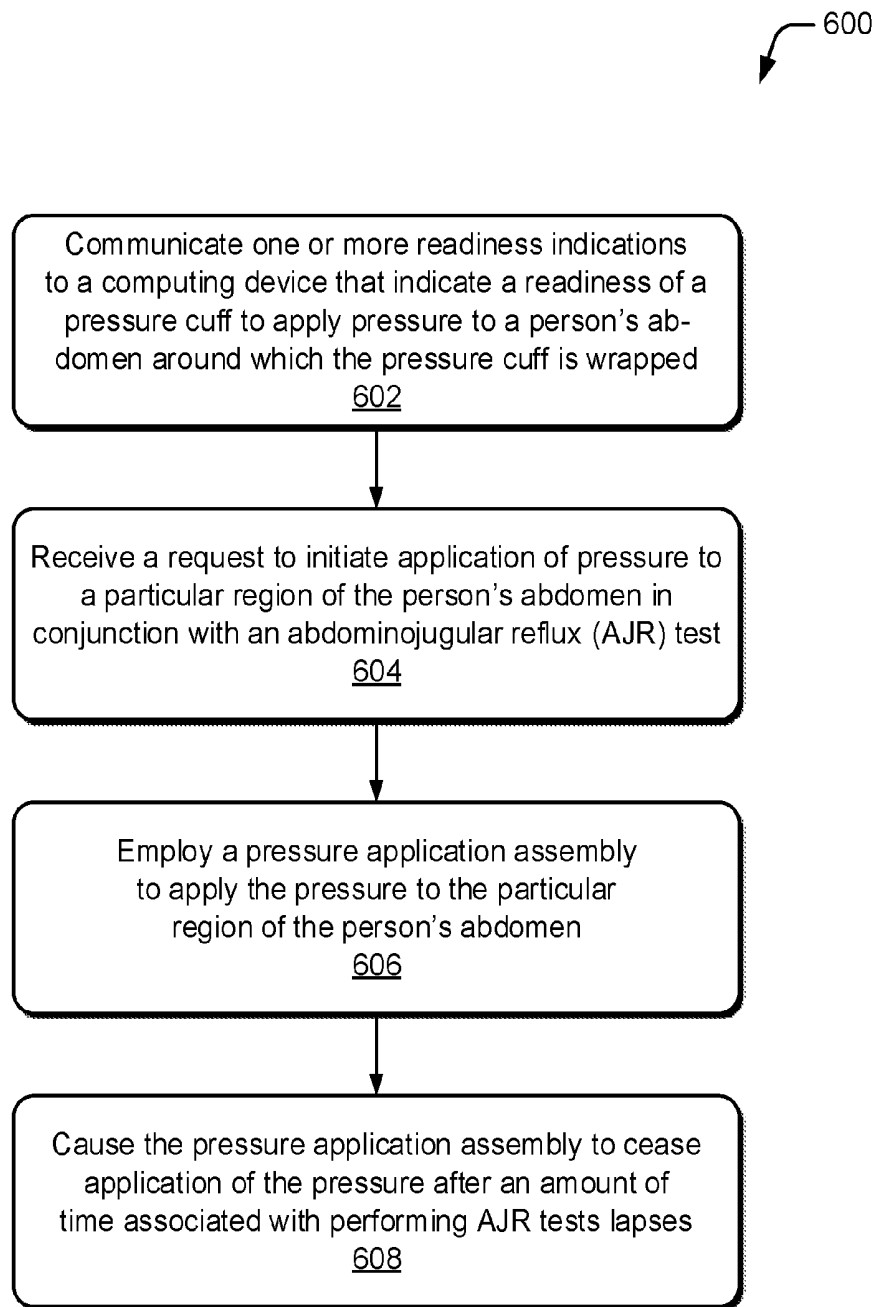 600
Communicate one or more readiness indications
to a computing device that indicate a readiness of a
pressure cuff to apply pressure to a person’s ab-
domen around which the pressure cuff is wrapped
602
Receive a request to initiate application of pressure to
a particular region of the person’s abdomen in
conjunction with an abdominojugular reflux (AJR) test
604
Employ a pressure application assembly
to apply the pressure to the particular
region of the person’s abdomen
606
Cause the pressure application assembly to cease
application of the pressure after an amount of
time associated with performing AJR tests lapses
608